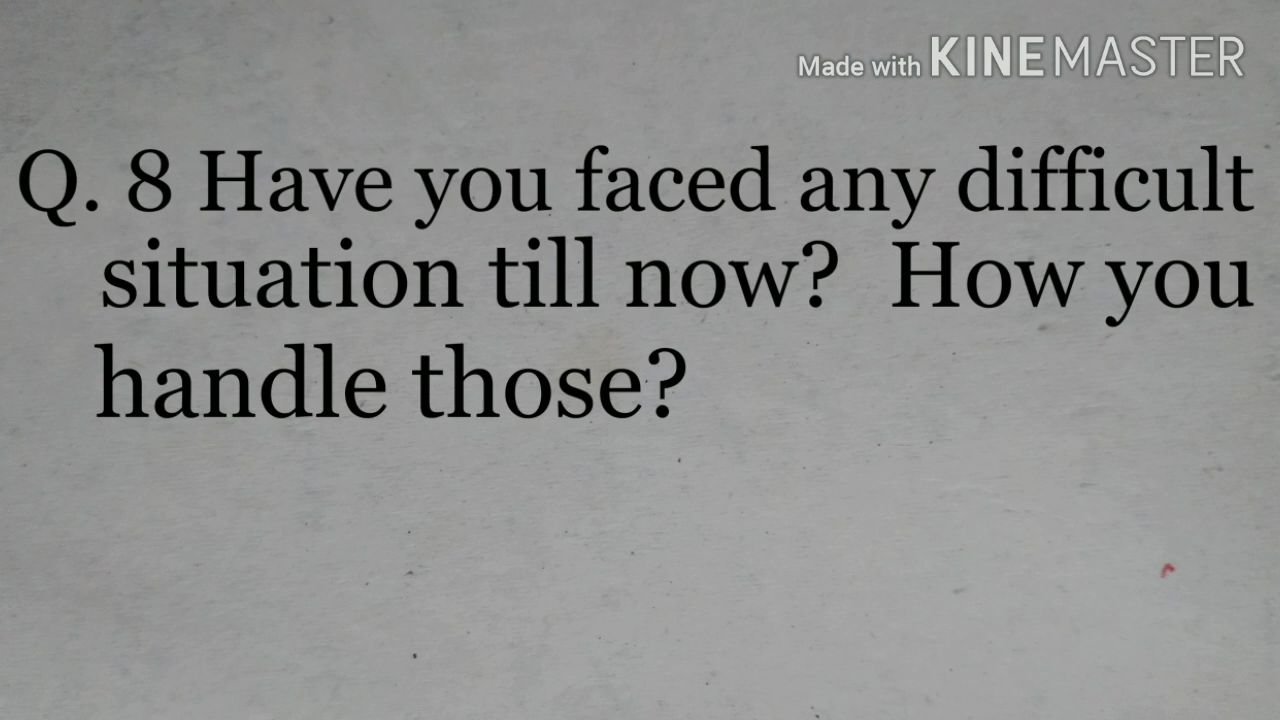 Made with KINEMASTER
Q. 8 Have you faced any difficult
situation till now?  How you
handle those?